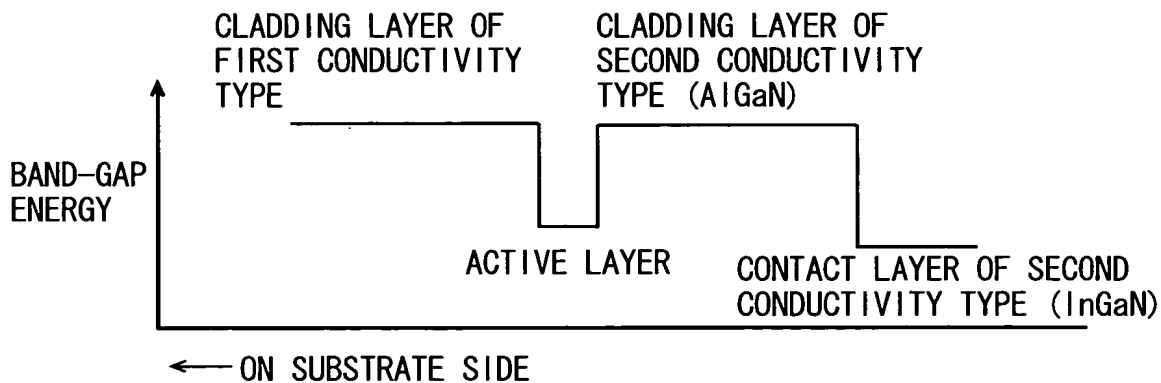 CLADDING LAYER OF
FIRST CONDUCTIVITY
TYPE
CLADDING LAYER OF
SECOND CONDUCTIVITY
TYPE (AlGaN)
BAND-GAP
ENERGY
ACTIVE LAYER
CONTACT LAYER OF SECOND
CONDUCTIVITY TYPE (InGaN)
ON SUBSTRATE SIDE